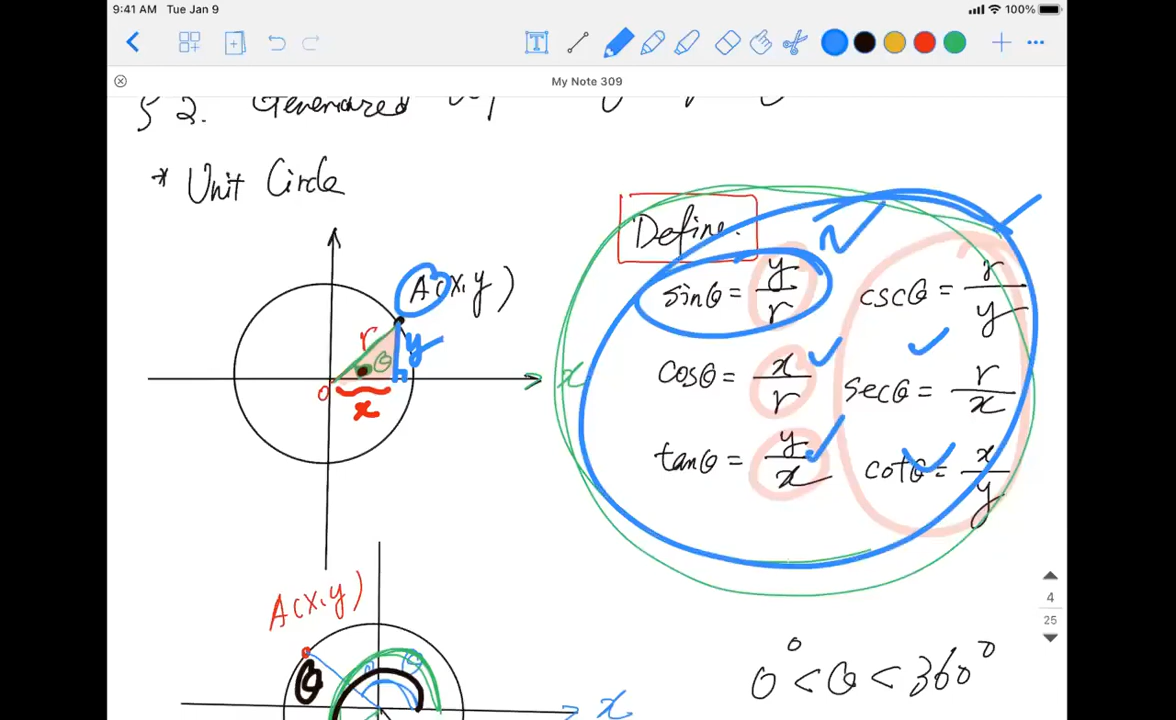 9:41 AM Tue Jan 9
100%
My Note 309
§ 2. Generalized
* Unit Circle
Define.
A(x, y)
r
θ
y
O
x
x
sinθ = y/r
cscθ = r/y
cosθ = x/r
secθ = r/x
tanθ = y/x
cotθ = x/y
4
25
A(x, y)
θ
x
0° < θ < 360°